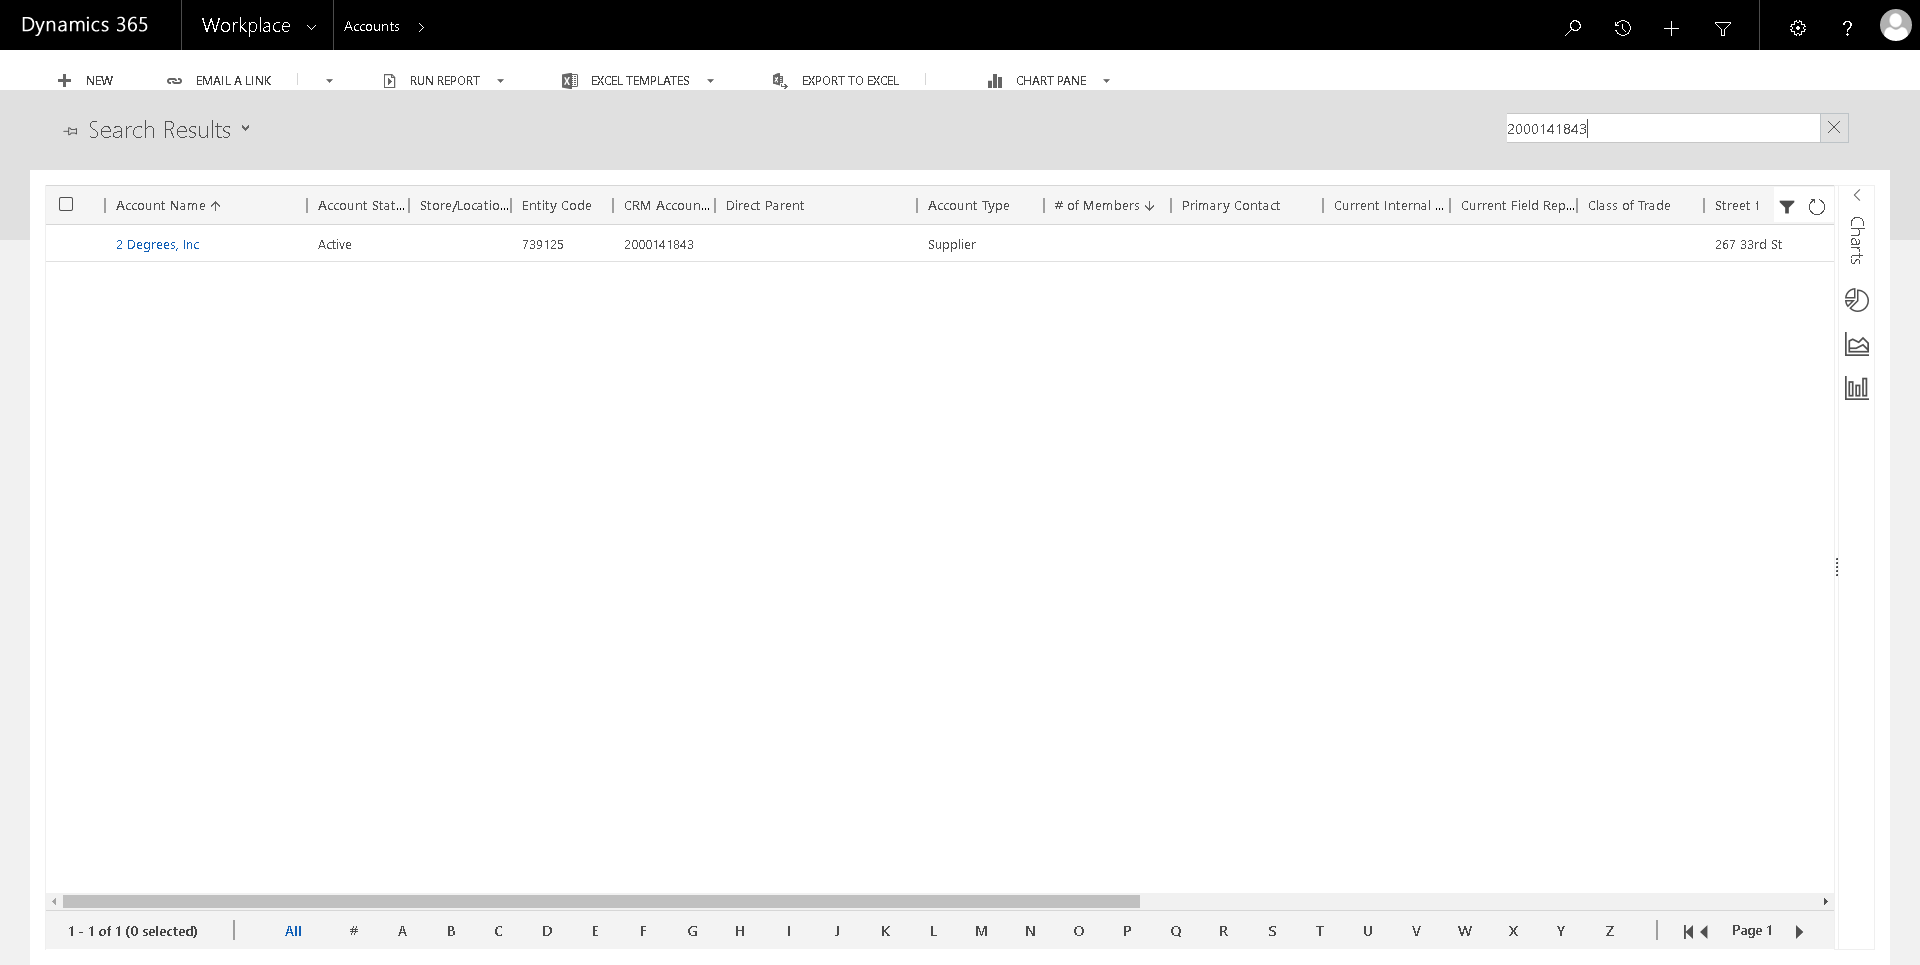 Dynamics 365 Workplace Accounts
NEW EMAIL A LINK RUN REPORT EXCEL TEMPLATES EXPORT TO EXCEL CHART PANE
Search Results 2000141843
Account Name Account Stat... Store/Locatio... Entity Code CRM Accoun... Direct Parent Account Type # of Members Primary Contact Current Internal ... Current Field Rep... Class of Trade Street 1
2 Degrees, Inc Active 739125 2000141843 Supplier 267 33rd St
Charts
1 - 1 of 1 (0 selected) All # A B C D E F G H I J K L M N O P Q R S T U V W X Y Z Page 1